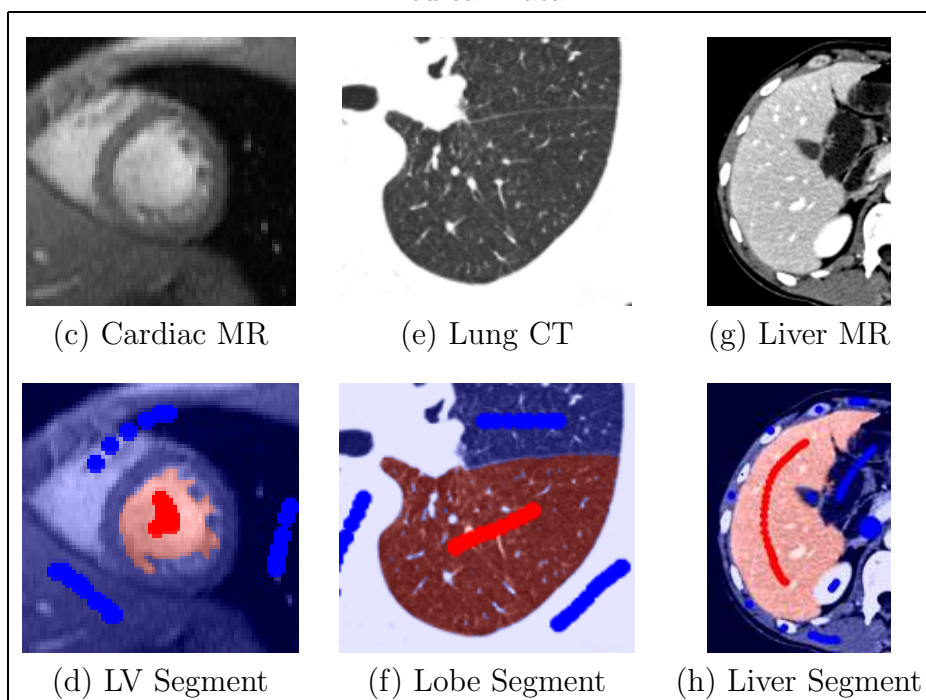 (c) Cardiac MR
(e) Lung CT
(g) Liver MR
(d) LV Segment
(f) Lobe Segment
(h) Liver Segment